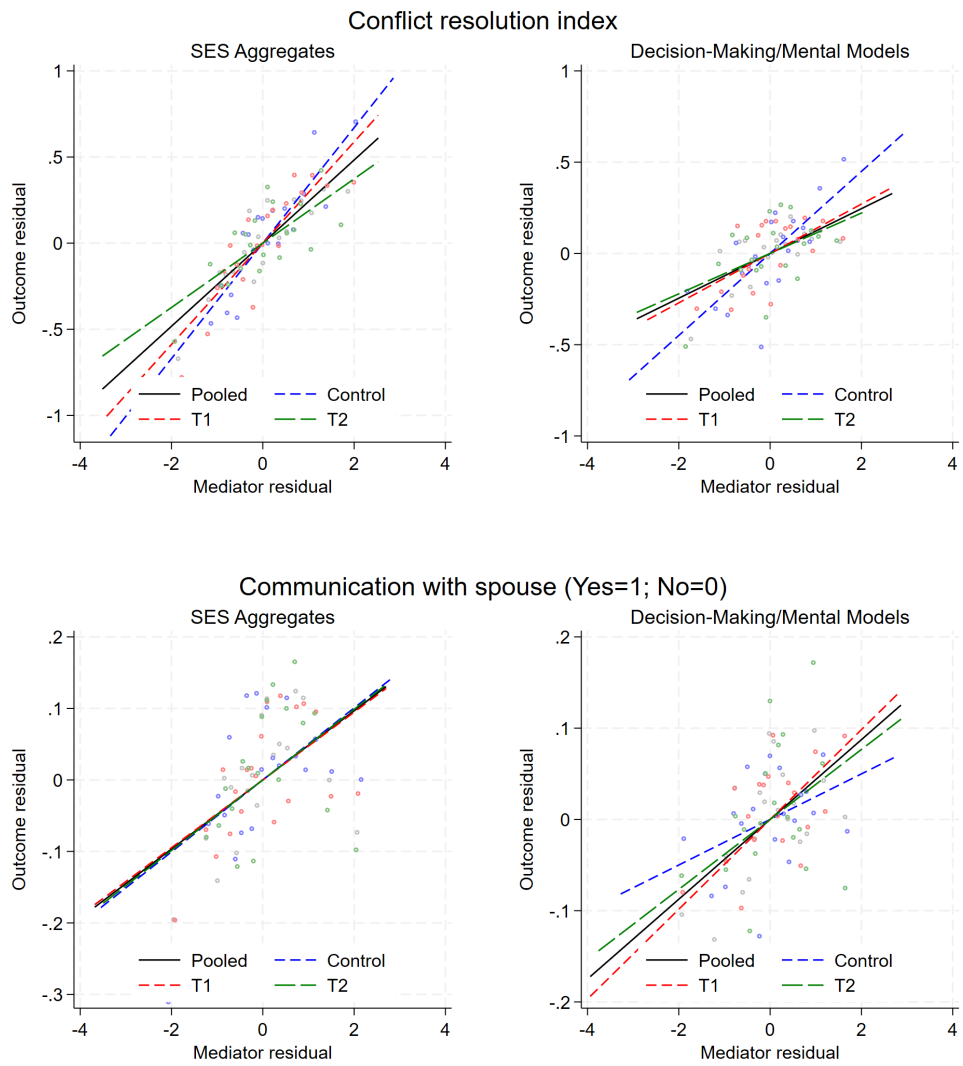 Conflict resolution index
SES Aggregates
Outcome residual
1
.5
0
-.5
-1
Pooled
Control
T1
T2
-4
-2
0
2
4
Mediator residual
Decision-Making/Mental Models
Outcome residual
1
.5
0
-.5
-1
Pooled
Control
T1
T2
-4
-2
0
2
4
Mediator residual
Communication with spouse (Yes=1; No=0)
SES Aggregates
Outcome residual
.2
.1
0
-.1
-.2
-.3
Pooled
Control
T1
T2
-4
-2
0
2
4
Mediator residual
Decision-Making/Mental Models
Outcome residual
.2
.1
0
-.1
-.2
Pooled
Control
T1
T2
-4
-2
0
2
4
Mediator residual